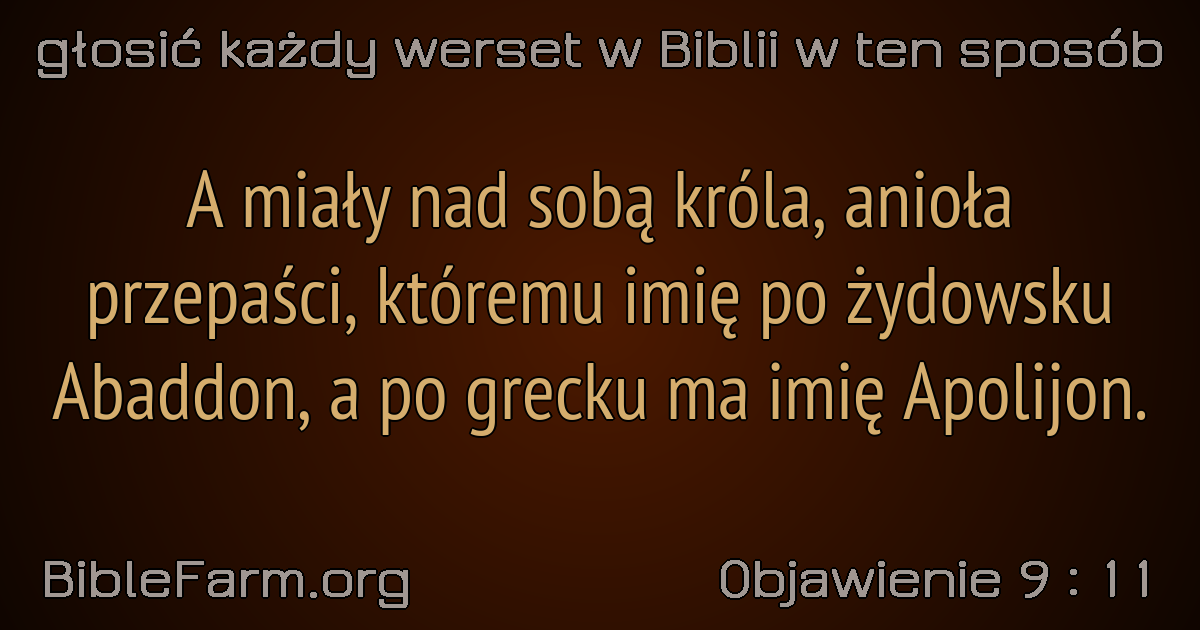 głosić każdy werset w Biblii w ten sposób
A miały nad sobą króla, anioła
przepaści, któremu imię po żydowsku
Abaddon, a po grecku ma imię Apolijon.
BibleFarm.org
Objawienie 9 : 11